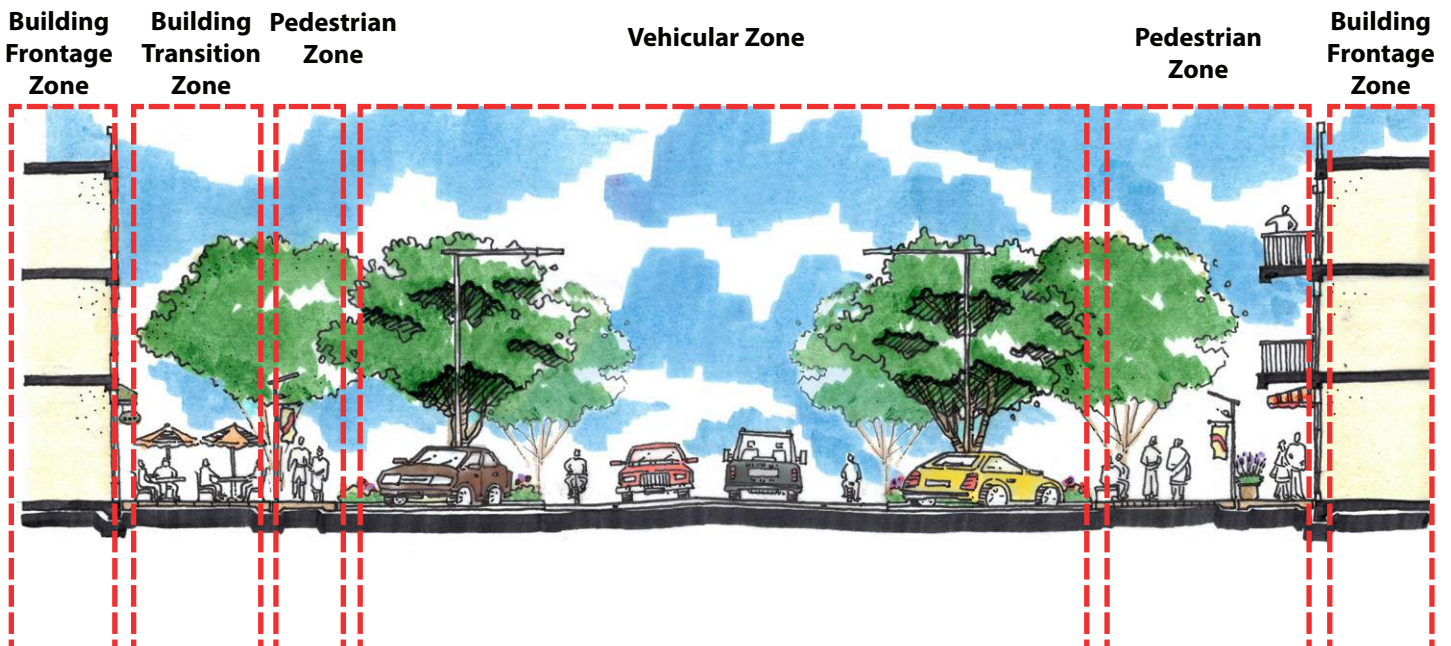 Building
Frontage
Zone
Building
Transition
Zone
Pedestrian
Zone
Vehicular Zone
Pedestrian
Zone
Building
Frontage
Zone